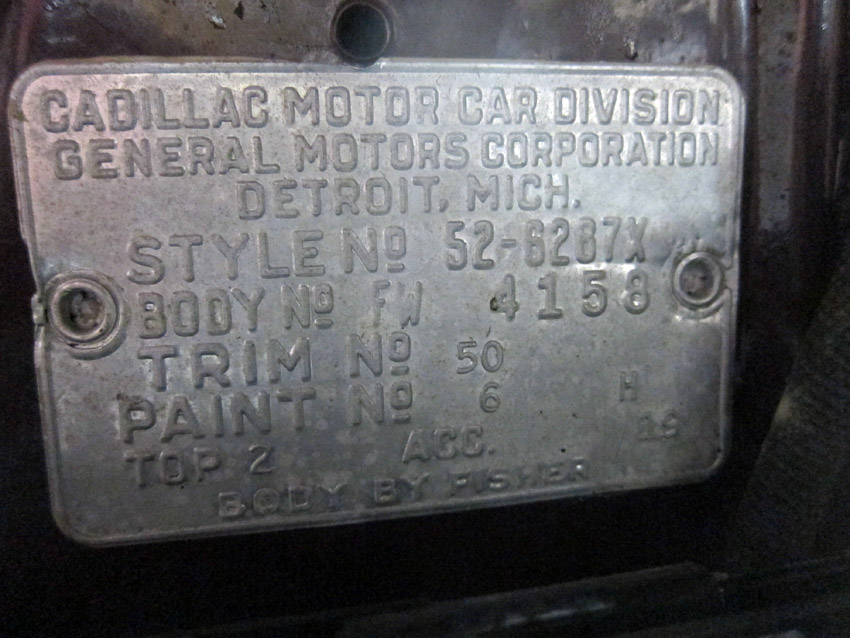 CADILLAC MOTOR CAR DIVISION
GENERAL MOTORS CORPORATION
DETROIT, MICH.
STYLE Nº 52-6267X
BODY Nº FW 4158
TRIM Nº 50
PAINT Nº 6 H
TOP 2 ACC. 19
BODY BY FISHER